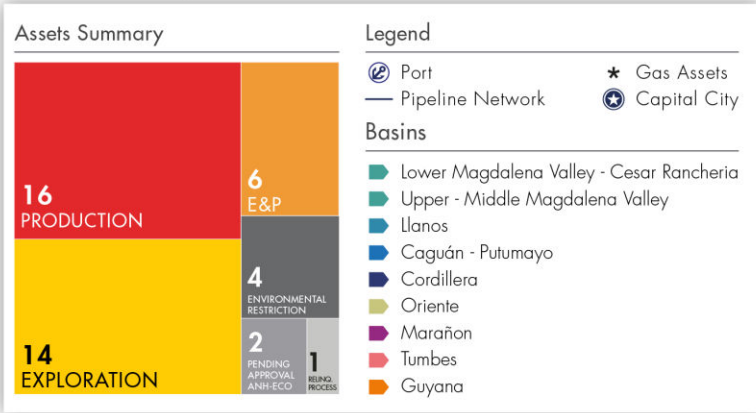 Assets Summary
16
PRODUCTION
14
EXPLORATION
6
E&P
4
ENVIRONMENTAL
RESTRICTION
2
PENDING
APPROVAL
ANH-ECO
1
RELINQ.
PROCESS
Legend
Port
Gas Assets
Pipeline Network
Capital City
Basins
Lower Magdalena Valley - Cesar Rancheria
Upper - Middle Magdalena Valley
Llanos
Caguán - Putumayo
Cordillera
Oriente
Marañon
Tumbes
Guyana